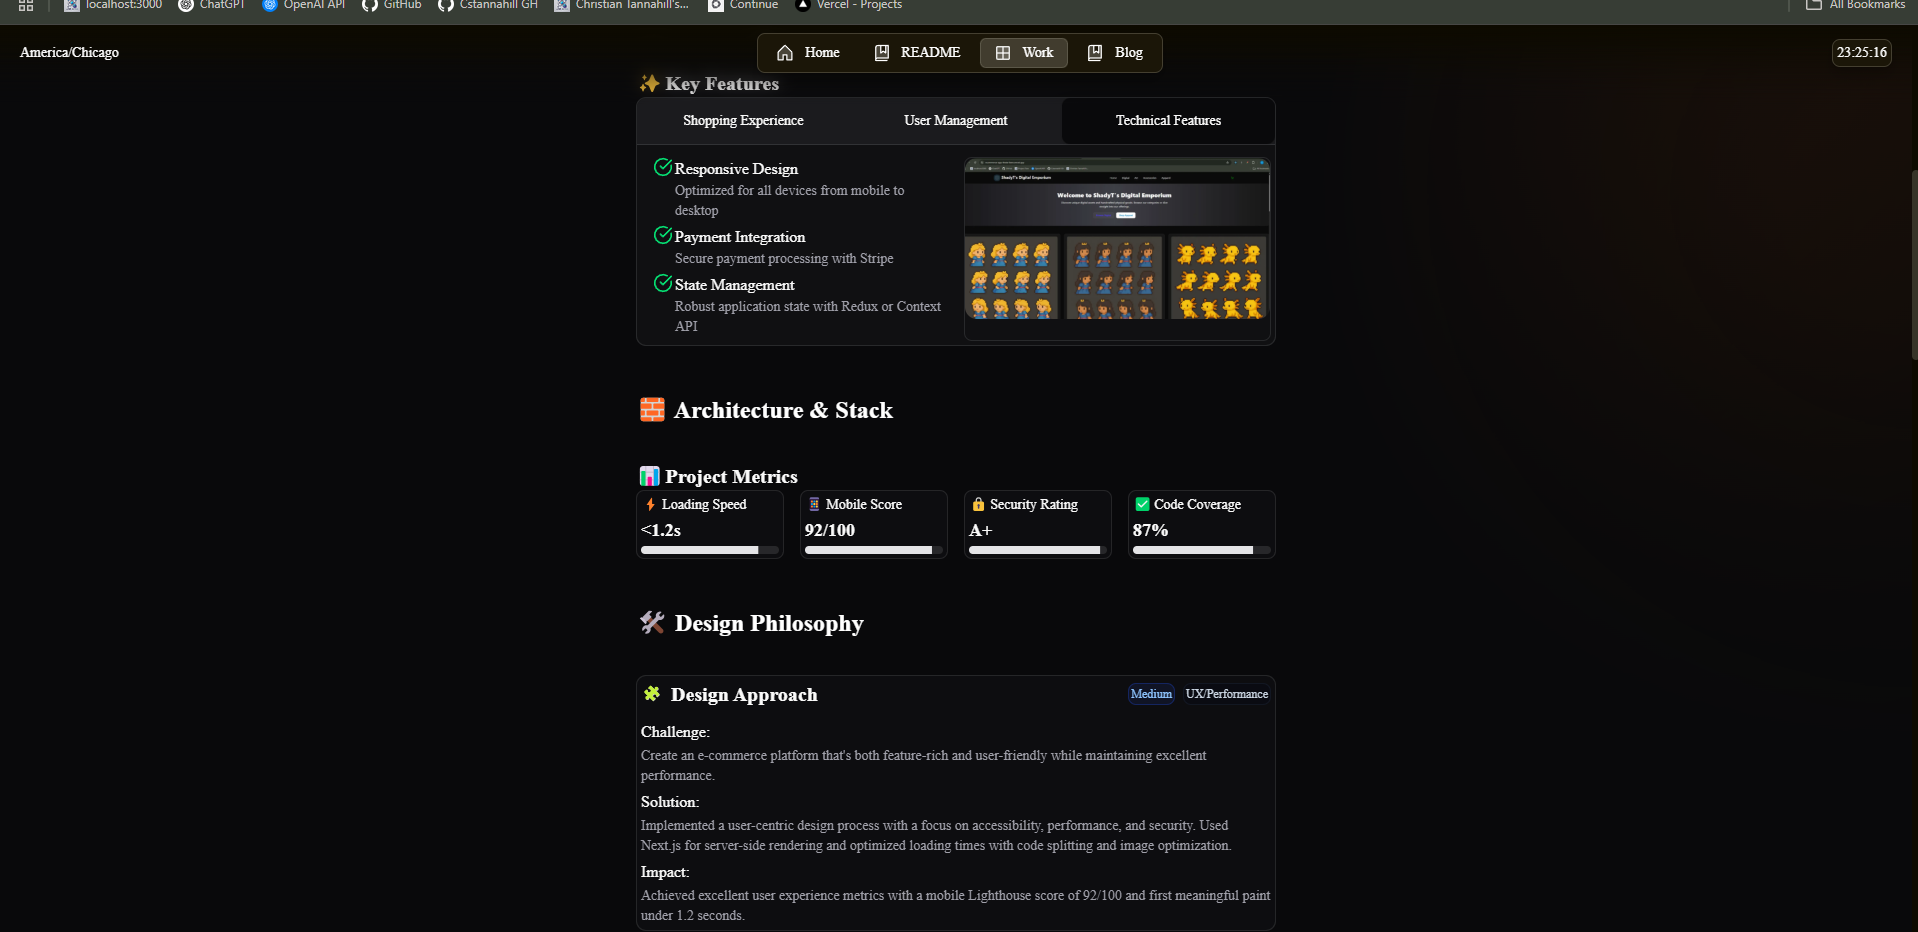 localhost:3000 ChatGPT OpenAI API GitHub Cstannahill GH Christian Tannahill's... Continue Vercel - Projects All Bookmarks
America/Chicago Home README Work Blog 23:25:16
✨ Key Features
Shopping Experience User Management Technical Features
Responsive Design
Optimized for all devices from mobile to
desktop
Payment Integration
Secure payment processing with Stripe
State Management
Robust application state with Redux or Context
API
ShadyT's Digital Emporium
Welcome to ShadyT's Digital Emporium
🧱 Architecture & Stack
📊 Project Metrics
⚡ Loading Speed 📱 Mobile Score 🔒 Security Rating ✅ Code Coverage
<1.2s 92/100 A+ 87%
🛠️ Design Philosophy
🧩 Design Approach Medium UX/Performance
Challenge:
Create an e-commerce platform that's both feature-rich and user-friendly while maintaining excellent
performance.
Solution:
Implemented a user-centric design process with a focus on accessibility, performance, and security. Used
Next.js for server-side rendering and optimized loading times with code splitting and image optimization.
Impact:
Achieved excellent user experience metrics with a mobile Lighthouse score of 92/100 and first meaningful paint
under 1.2 seconds.